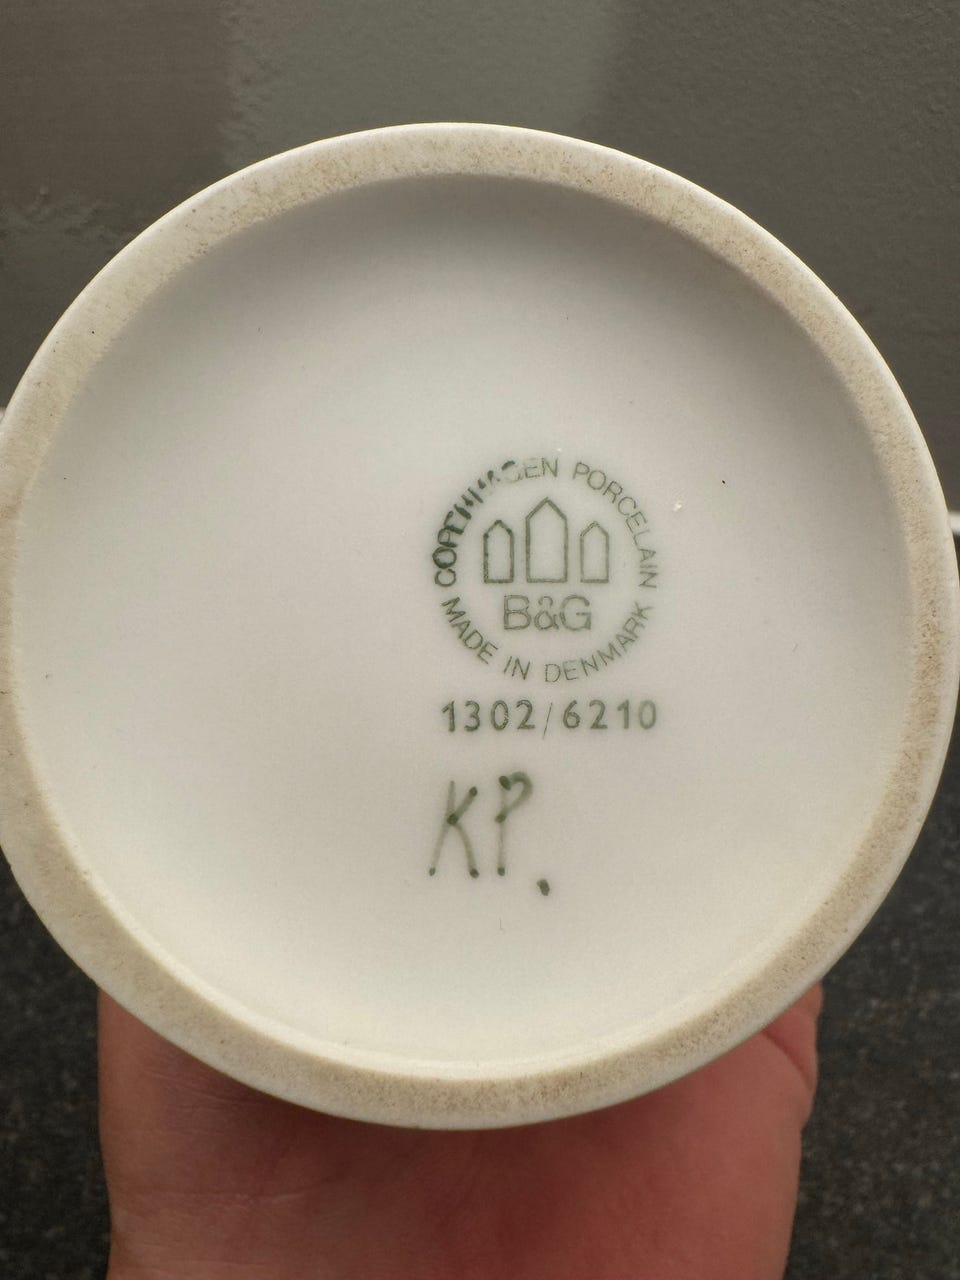 COPENHAGEN PORCELAIN
B&G
MADE IN DENMARK
1302/6210
KP.